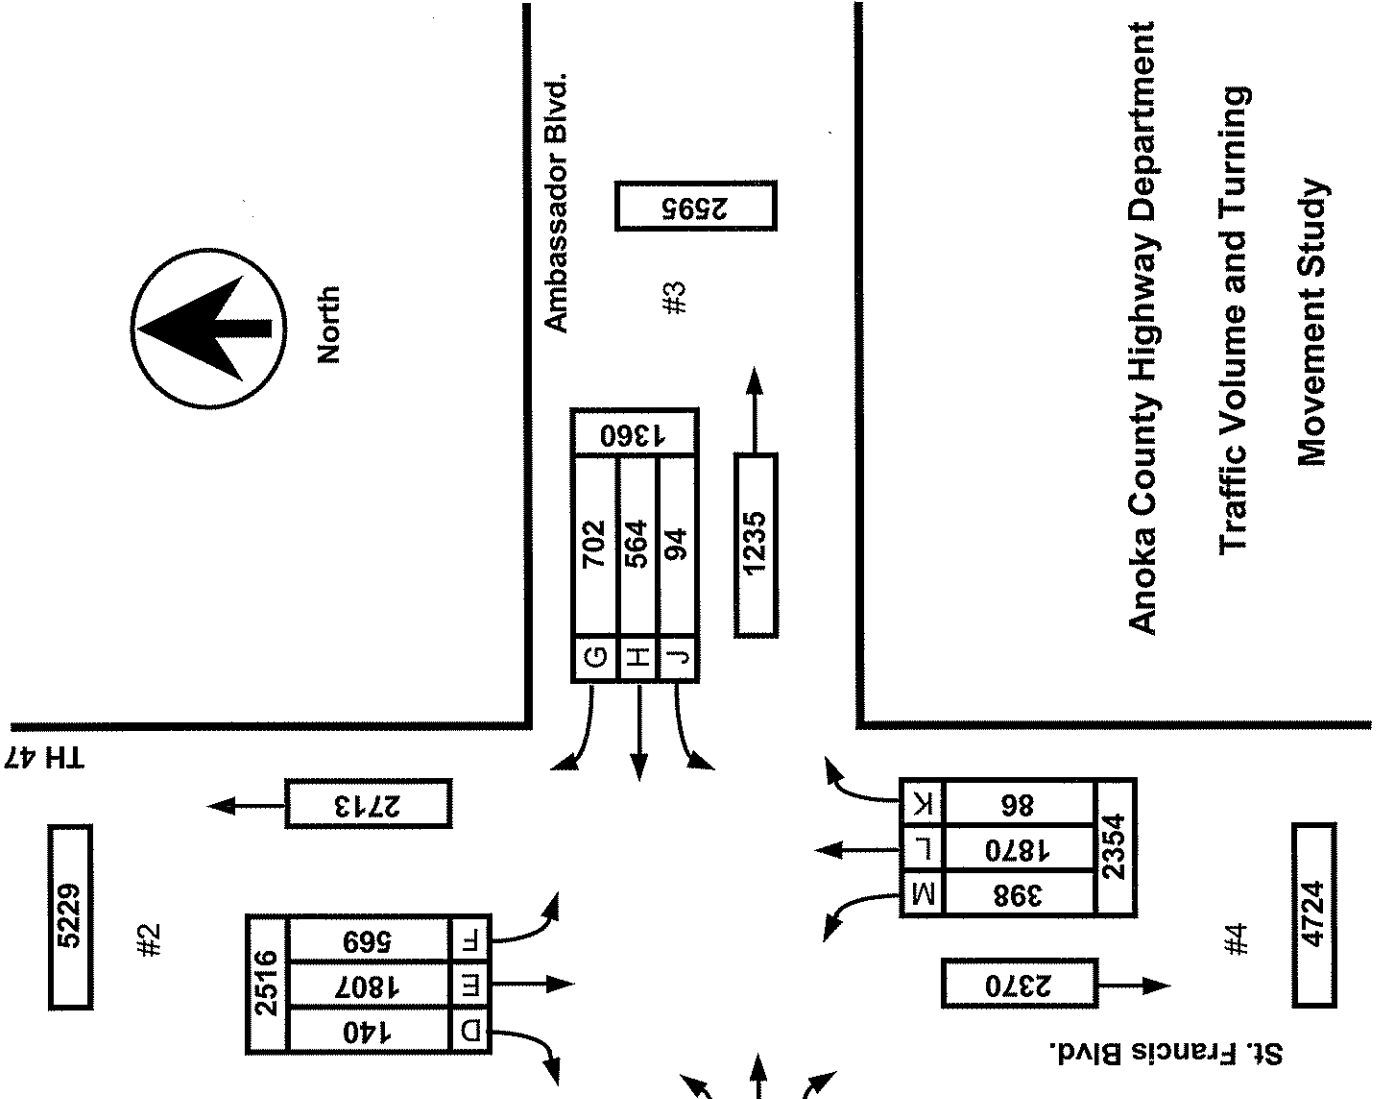 TH 47
5229
#2
2713
2516
569
F
1807
E
140
D
North
Ambassador Blvd.
2595
#3
1360
G 702
H 564
J 94
1235
K
86
L
1870
M
398
2354
2370
#4
4724
St. Francis Blvd.
Anoka County Highway Department
Traffic Volume and Turning
Movement Study